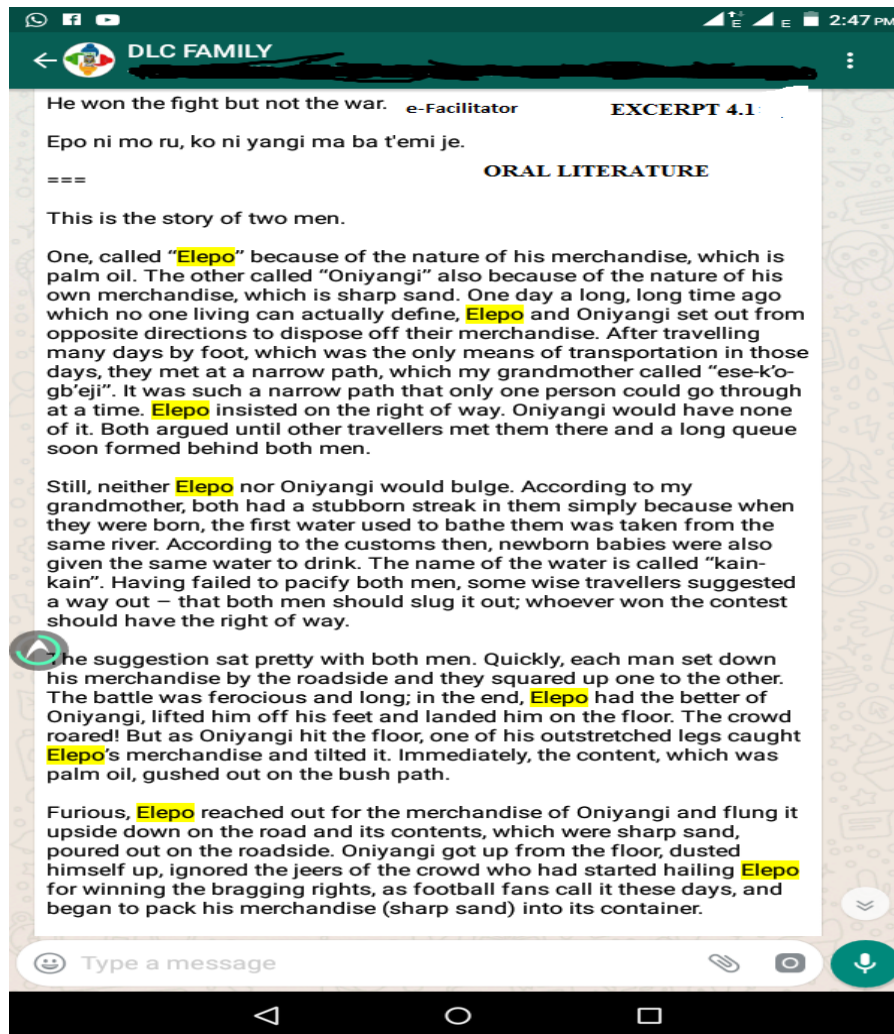 E E 2:47 PM
DLC FAMILY
He won the fight but not the war. e-Facilitator EXCERPT 4.1
Epo ni mo ru, ko ni yangi ma ba t'emi je.
=== ORAL LITERATURE
This is the story of two men.
One, called “Elepo” because of the nature of his merchandise, which is
palm oil. The other called “Oniyangi” also because of the nature of his
own merchandise, which is sharp sand. One day a long, long time ago
which no one living can actually define, Elepo and Oniyangi set out from
opposite directions to dispose off their merchandise. After travelling
many days by foot, which was the only means of transportation in those
days, they met at a narrow path, which my grandmother called “ese-k’o-
gb’eji”. It was such a narrow path that only one person could go through
at a time. Elepo insisted on the right of way. Oniyangi would have none
of it. Both argued until other travellers met them there and a long queue
soon formed behind both men.
Still, neither Elepo nor Oniyangi would bulge. According to my
grandmother, both had a stubborn streak in them simply because when
they were born, the first water used to bathe them was taken from the
same river. According to the customs then, newborn babies were also
given the same water to drink. The name of the water is called “kain-
kain”. Having failed to pacify both men, some wise travellers suggested
a way out – that both men should slug it out; whoever won the contest
should have the right of way.
The suggestion sat pretty with both men. Quickly, each man set down
his merchandise by the roadside and they squared up one to the other.
The battle was ferocious and long; in the end, Elepo had the better of
Oniyangi, lifted him off his feet and landed him on the floor. The crowd
roared! But as Oniyangi hit the floor, one of his outstretched legs caught
Elepo’s merchandise and tilted it. Immediately, the content, which was
palm oil, gushed out on the bush path.
Furious, Elepo reached out for the merchandise of Oniyangi and flung it
upside down on the road and its contents, which were sharp sand,
poured out on the roadside. Oniyangi got up from the floor, dusted
himself up, ignored the jeers of the crowd who had started hailing Elepo
for winning the bragging rights, as football fans call it these days, and
began to pack his merchandise (sharp sand) into its container.
Type a message